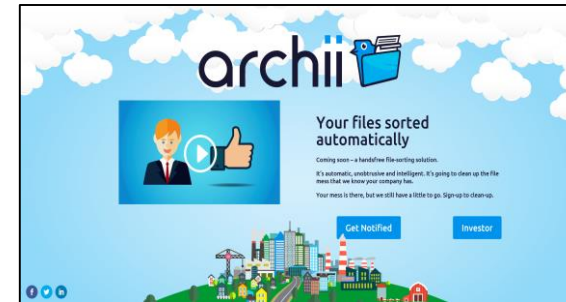 archii
Your files sorted
automatically
Coming soon – a handsfree file-sorting solution.
It's automatic, unobtrusive and intelligent. It's going to clean up the file
mess that we know your company has.
Your mess is there, but we still have a little to go. Sign-up to clean-up.
Get Notified
Investor